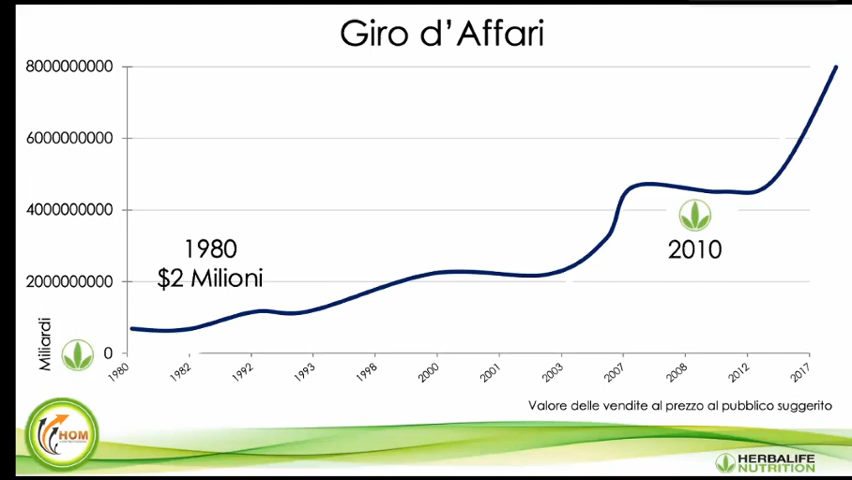 Giro d'Affari
8000000000
6000000000
4000000000
2000000000
0
Miliardi
1980
$2 Milioni
2010
1980
1982
1992
1993
1998
2000
2001
2003
2007
2008
2012
2017
Valore delle vendite al prezzo al pubblico suggerito
HOM
HERBALIFE
NUTRITION